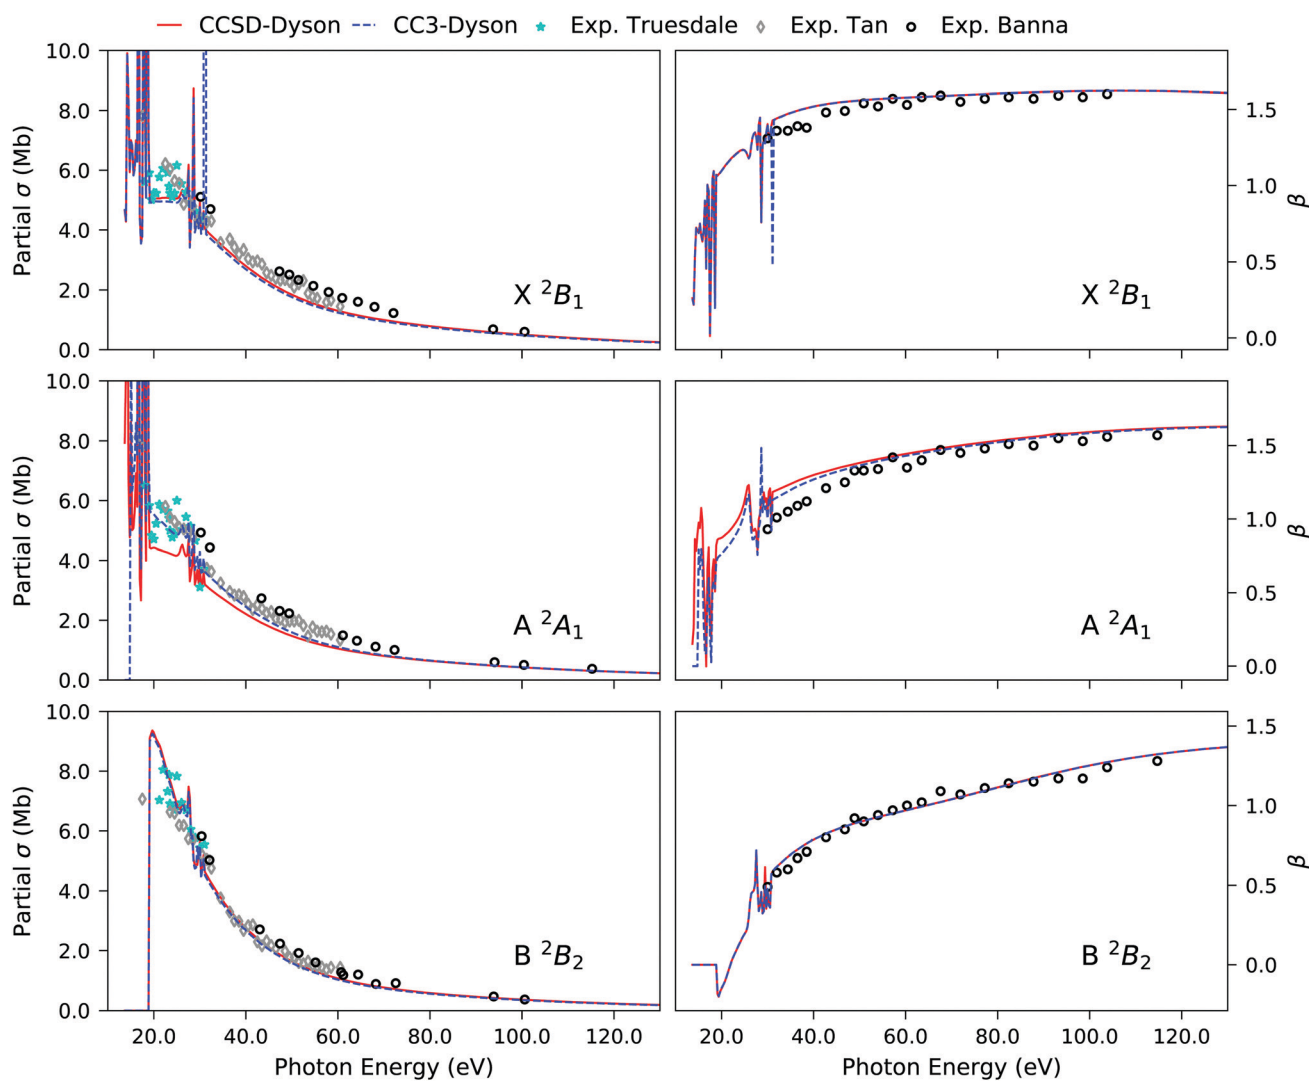 CCSD-Dyson CC3-Dyson Exp. Truesdale Exp. Tan Exp. Banna
10.0
8.0
6.0
4.0
2.0
0.0
Partial σ (Mb)
X ²B₁
X ²B₁
1.5
1.0
0.5
0.0
β
10.0
8.0
6.0
4.0
2.0
0.0
Partial σ (Mb)
A ²A₁
A ²A₁
1.5
1.0
0.5
0.0
β
10.0
8.0
6.0
4.0
2.0
0.0
Partial σ (Mb)
B ²B₂
B ²B₂
1.5
1.0
0.5
0.0
β
20.0 40.0 60.0 80.0 100.0 120.0
20.0 40.0 60.0 80.0 100.0 120.0
Photon Energy (eV)
Photon Energy (eV)